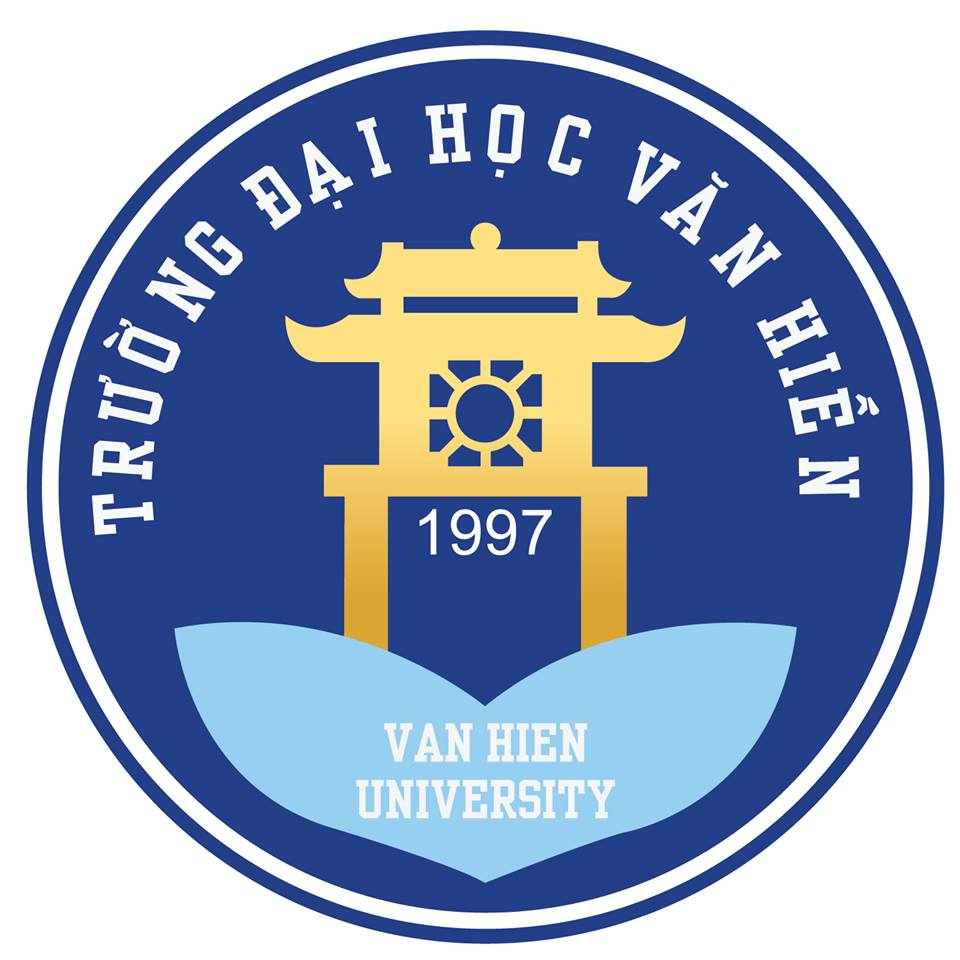 TRƯỜNG ĐẠI HỌC VĂN HIẾN
1997
VAN HIEN
UNIVERSITY